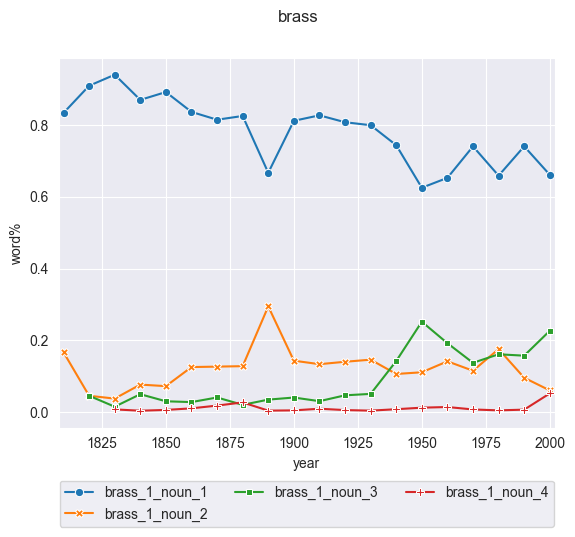 brass
word%
0.8
0.6
0.4
0.2
0.0
1825 1850 1875 1900 1925 1950 1975 2000
year
brass_1_noun_1 brass_1_noun_3 brass_1_noun_4
brass_1_noun_2